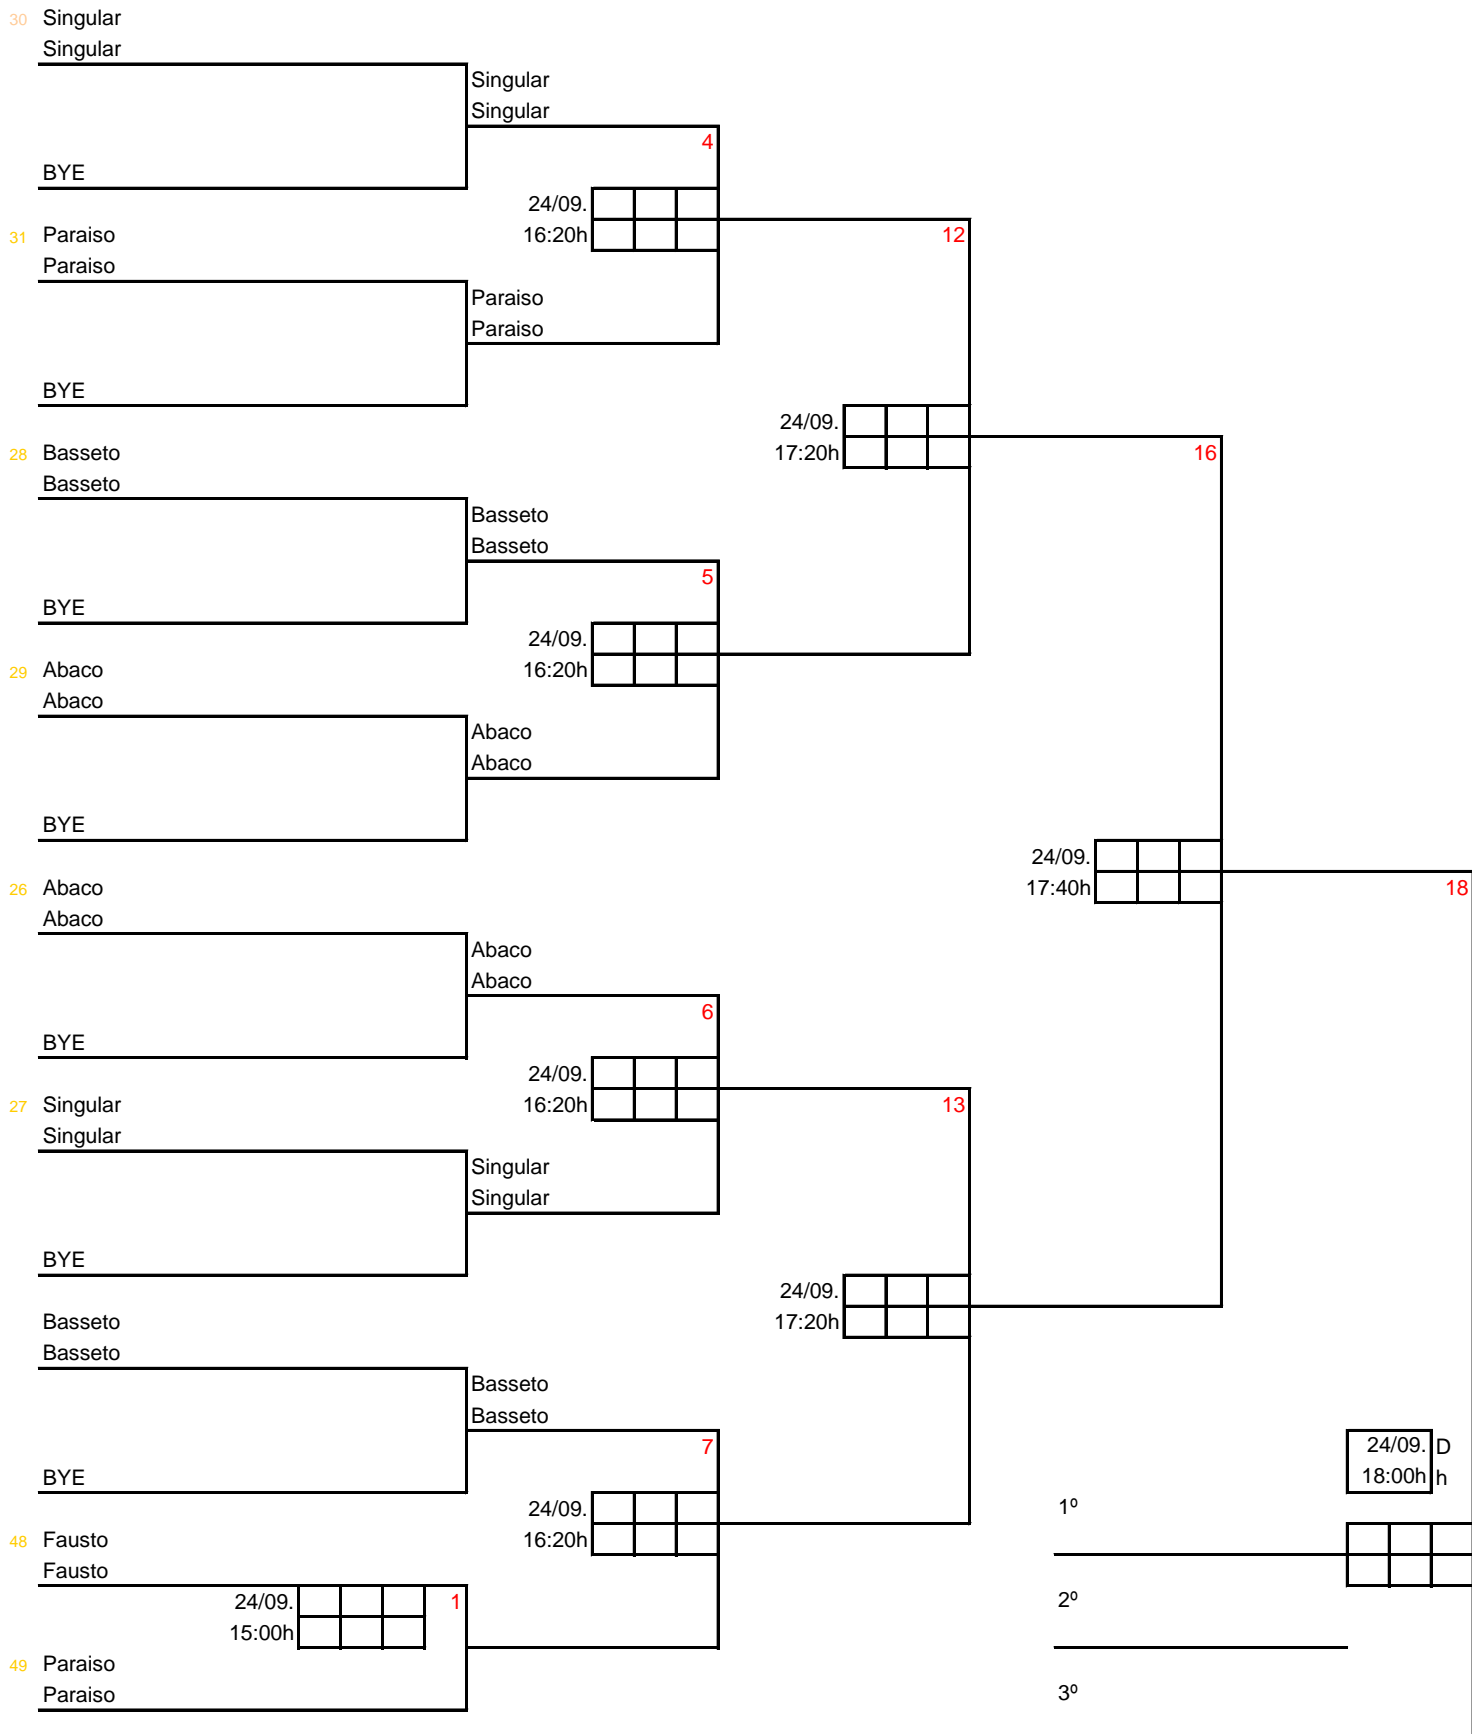 30 Singular
Singular
Singular
Singular
4
BYE
24/09.
16:20h
31 Paraiso
12
Paraiso
Paraiso
Paraiso
BYE
24/09.
17:20h
28 Basseto
16
Basseto
Basseto
Basseto
5
BYE
24/09.
16:20h
29 Abaco
Abaco
Abaco
Abaco
BYE
24/09.
17:40h
26 Abaco
18
Abaco
Abaco
Abaco
6
BYE
24/09.
16:20h
27 Singular
13
Singular
Singular
Singular
BYE
24/09.
17:20h
Basseto
Basseto
Basseto
Basseto
7
24/09. D
18:00h h
BYE
24/09.
16:20h
1º
48 Fausto
Fausto
24/09.
15:00h
1
2º
49 Paraiso
Paraiso
3º